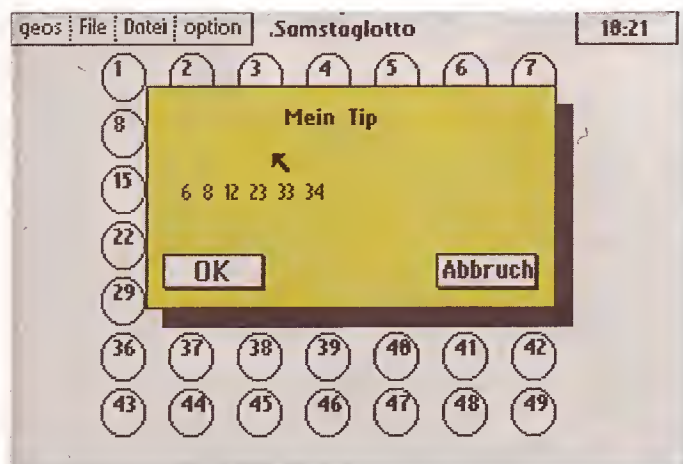 geos File Datei option .Samstaglotto 18:21
1 2 3 4 5 6 7
8
Mein Tip
15
6 8 12 23 33 34
22
OK Abbruch
29
36 37 38 39 40 41 42
43 44 45 46 47 48 49